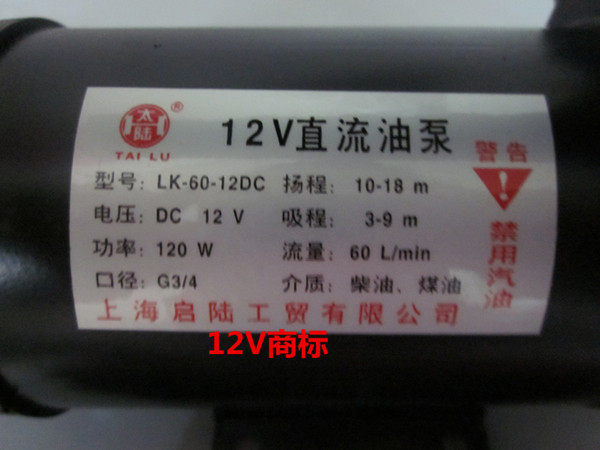 太
陆
®
TAI LU
12V直流油泵
型号: LK-60-12DC 扬程: 10-18 m
电压: DC 12 V 吸程: 3-9 m
功率: 120 W 流量: 60 L/min
口径: G3/4 介质: 柴油、煤油
警告
!
禁用汽油
上海启陆工贸有限公司
12V商标